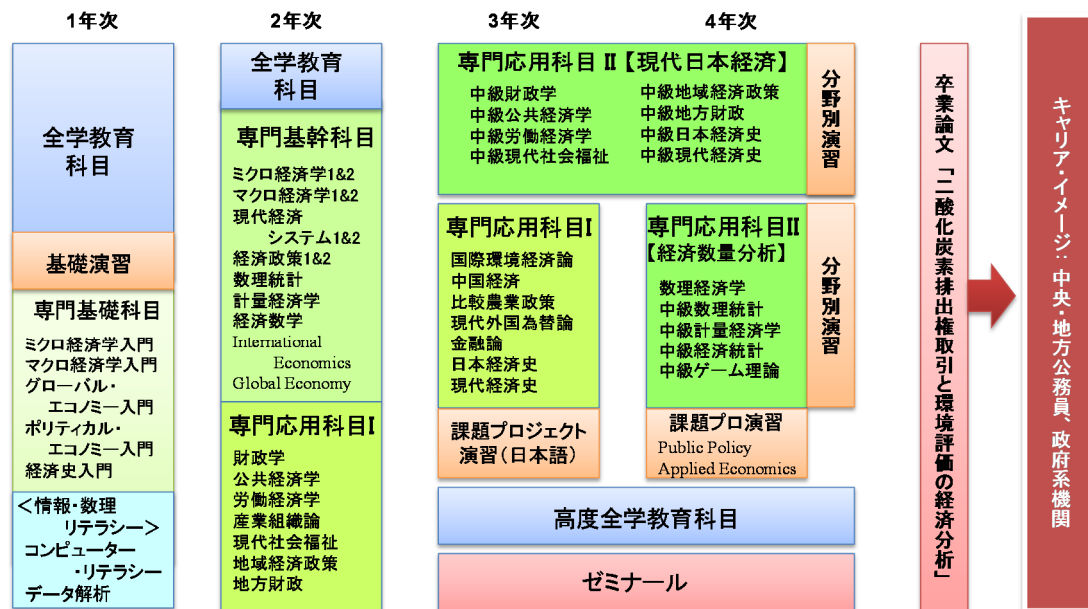 1年次
全学教育
科目
基礎演習
専門基礎科目
ミクロ経済学入門
マクロ経済学入門
グローバル・
エコノミー入門
ポリティカル・
エコノミー入門
経済史入門
＜情報・数理
リテラシー＞
コンピューター
・リテラシー
データ解析
2年次
全学教育
科目
専門基幹科目
ミクロ経済学1&2
マクロ経済学1&2
現代経済
システム1&2
経済政策1&2
数理統計
計量経済学
経済数学
International
Economics
Global Economy
専門応用科目I
財政学
公共経済学
労働経済学
産業組織論
現代社会福祉
地域経済政策
地方財政
3年次
4年次
専門応用科目Ⅱ【現代日本経済】
中級財政学
中級公共経済学
中級労働経済学
中級現代社会福祉
中級地域経済政策
中級地方財政
中級日本経済史
中級現代経済史
分野別演習
専門応用科目I
国際環境経済論
中国経済
比較農業政策
現代外国為替論
金融論
日本経済史
現代経済史
専門応用科目II
【経済数量分析】
数理経済学
中級数理統計
中級計量経済学
中級経済統計
中級ゲーム理論
分野別演習
課題プロジェクト
演習（日本語）
課題プロ演習
Public Policy
Applied Economics
高度全学教育科目
ゼミナール
卒業論文「二酸化炭素排出権取引と環境評価の経済分析」
キャリア・イメージ：中央・地方公務員、政府系機関